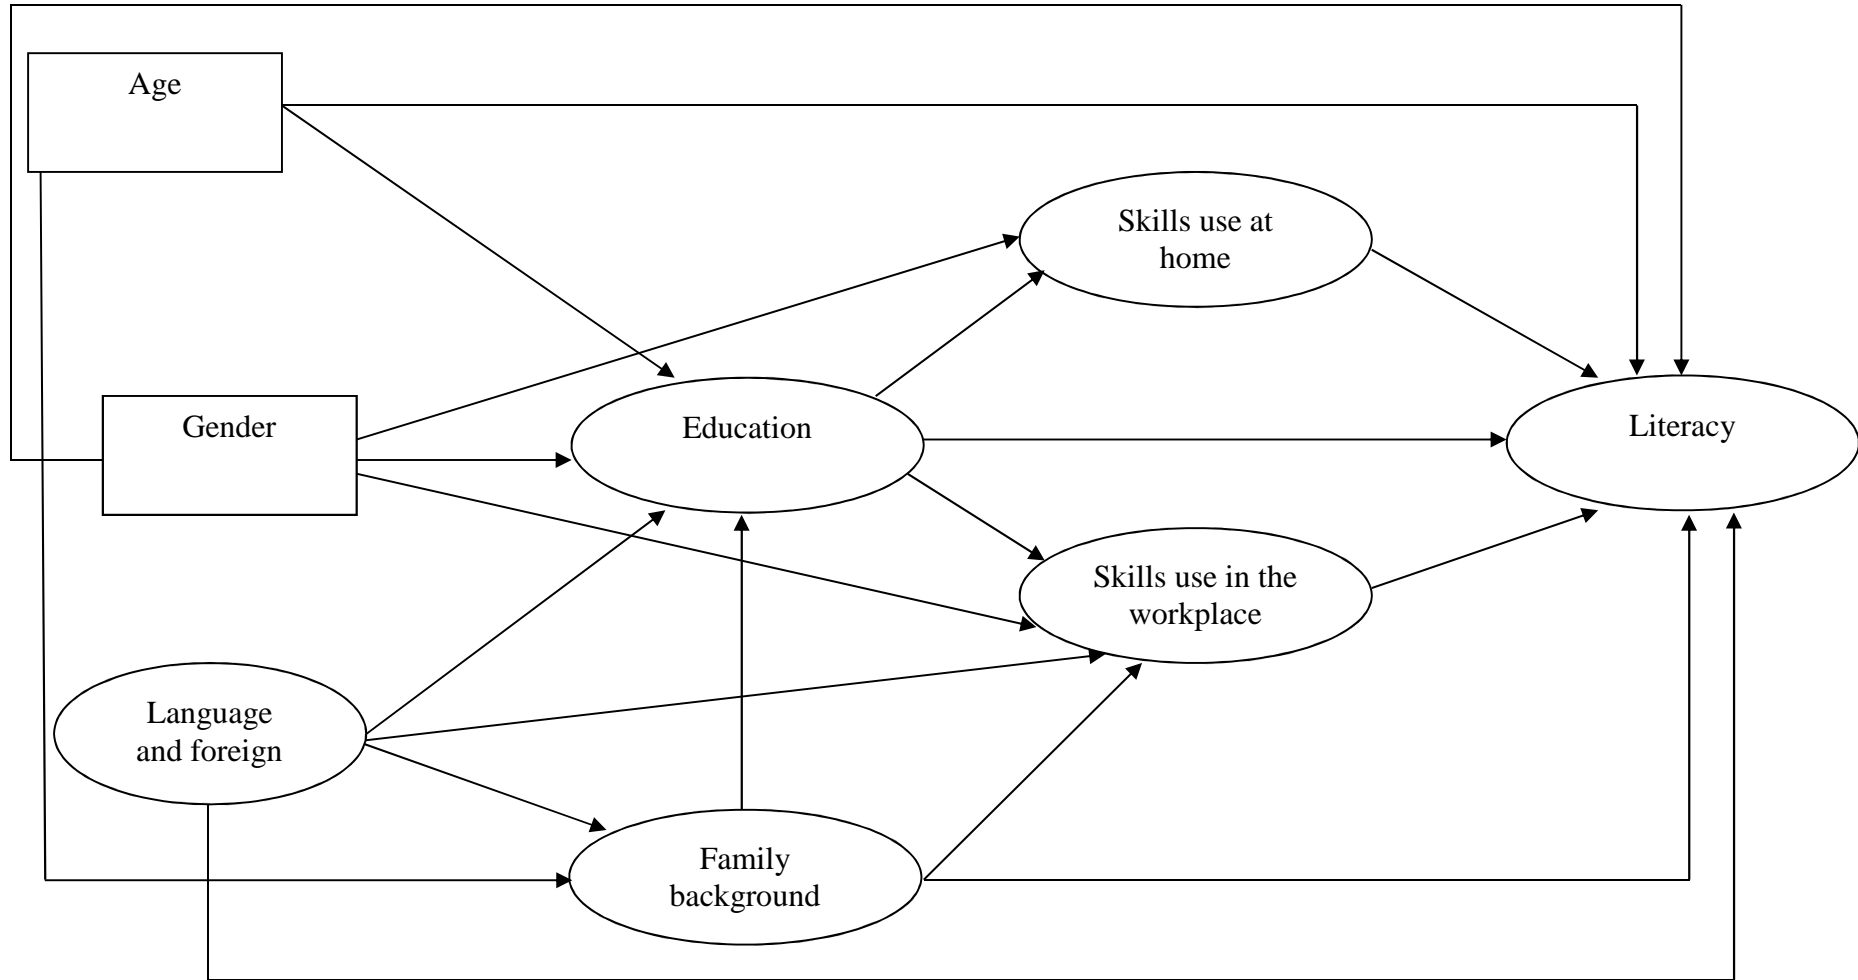 Age
Skills use at
home
Gender
Education
Literacy
Skills use in the
workplace
Language
and foreign
Family
background